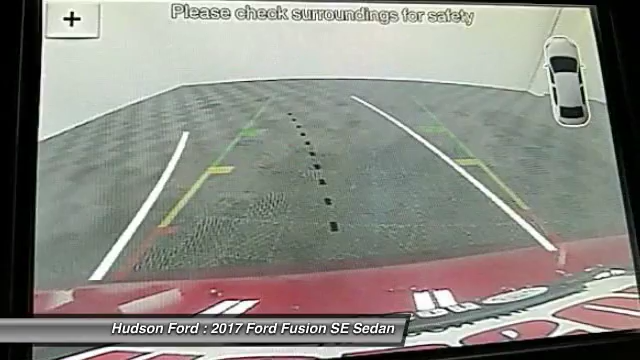 +
Please check surroundings for safety
Hudson Ford : 2017 Ford Fusion SE Sedan